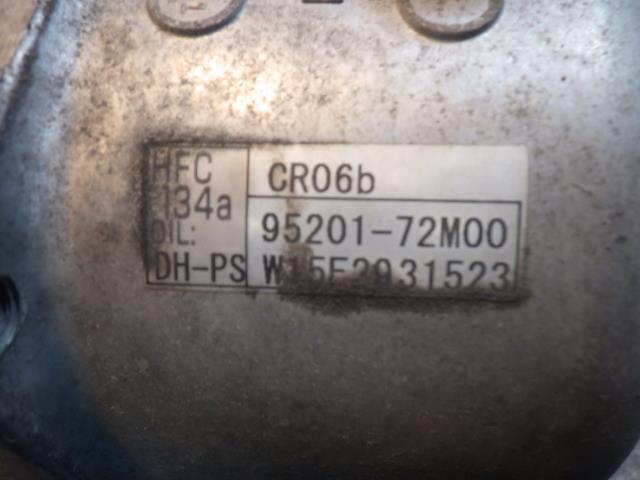 HFC
134a
OIL:
DH-PS
CR06b
95201-72M00